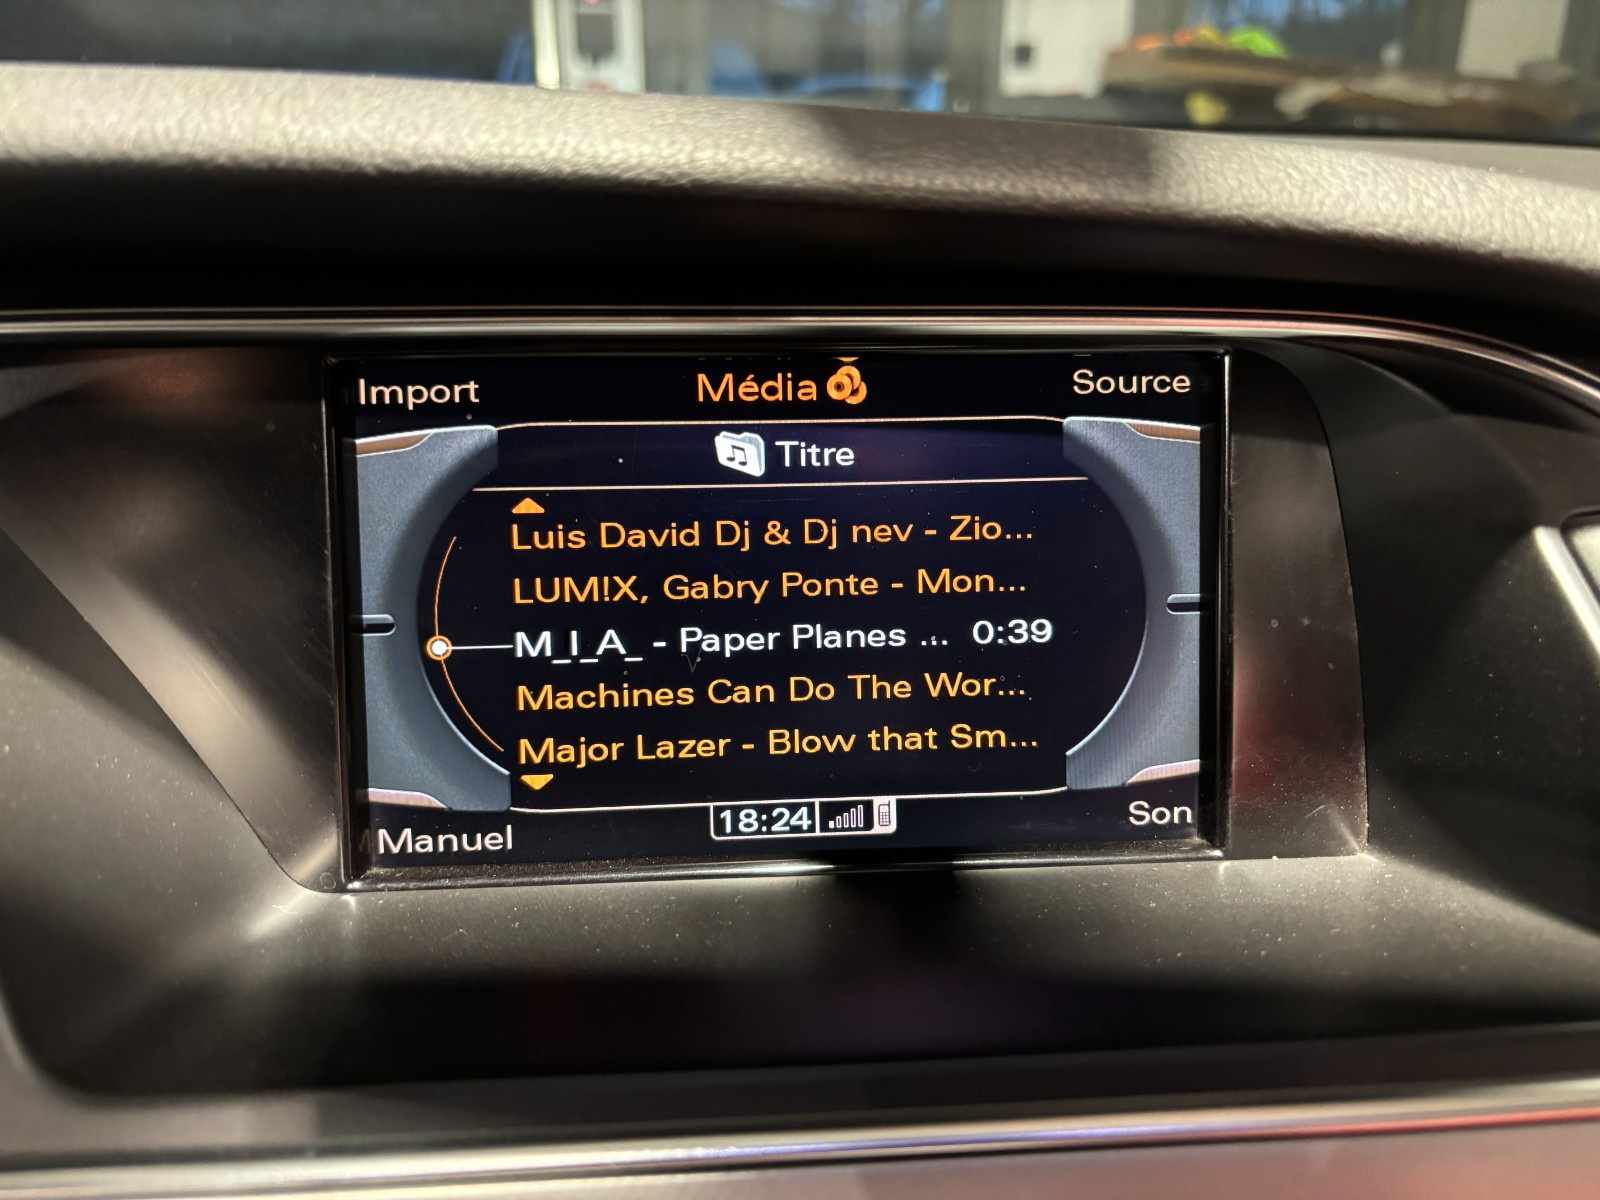 Import
Média
Source
Titre
Luis David Dj & Dj nev - Zio...
LUM!X, Gabry Ponte - Mon...
M_I_A_ - Paper Planes ... 0:39
Machines Can Do The Wor...
Major Lazer - Blow that Sm...
Manuel
18:24
Son